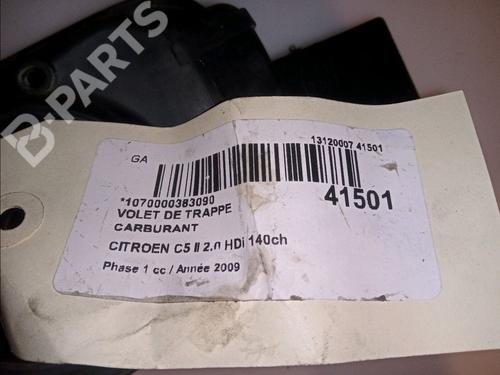 B-PARTS
GA
13120007 41501
*1070000383090
41501
VOLET DE TRAPPE
CARBURANT
CITROEN C5 II 2.0 HDi 140ch
Phase 1 cc / Année 2009